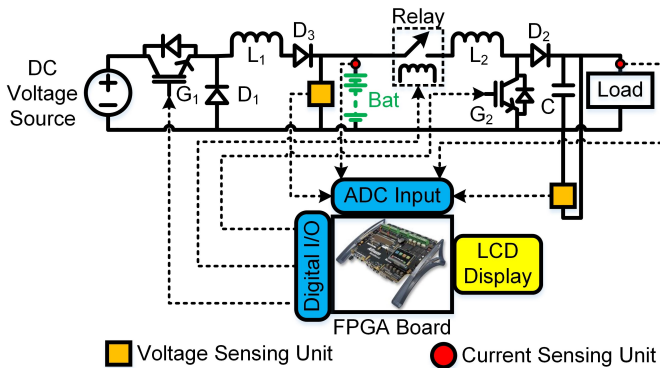 Relay
D3
D2
L1
L2
DC
Voltage
Source
G1
D1
Bat
G2
C
Load
ADC Input
Digital I/O
LCD
Display
FPGA Board
Voltage Sensing Unit
Current Sensing Unit